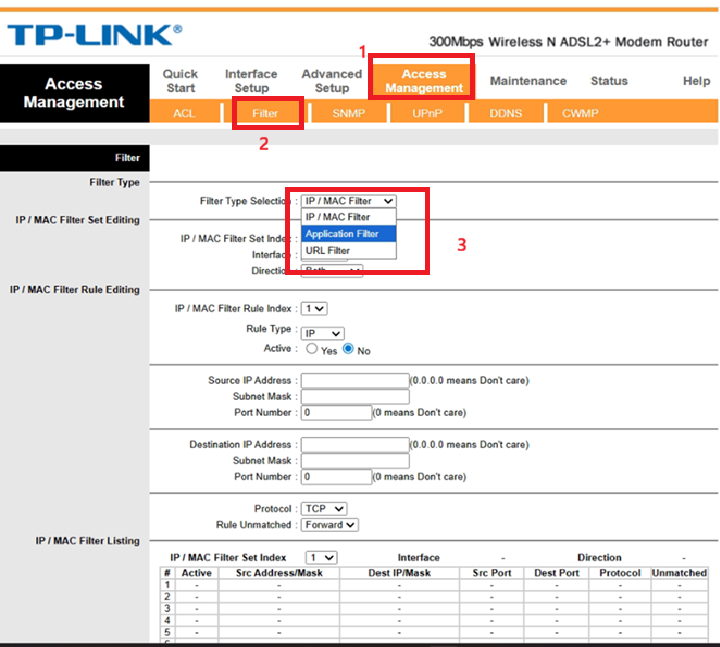 TP-LINK®
300Mbps Wireless N ADSL2+ Modem Router
1
Access Management
Quick Start
Interface Setup
Advanced Setup
Access Management
Maintenance
Status
Help
ACL
Filter
SNMP
UPnP
DDNS
CWMP
2
Filter
Filter Type
Filter Type Selection : IP / MAC Filter
IP / MAC Filter
Application Filter
URL Filter
3
IP / MAC Filter Set Editing
IP / MAC Filter Set Index :
Interface
Direction : Both
IP / MAC Filter Rule Editing
IP / MAC Filter Rule Index : 1
Rule Type : IP
Active : Yes No
Source IP Address : (0.0.0.0 means Don't care)
Subnet Mask :
Port Number : 0 (0 means Don't care)
Destination IP Address : (0.0.0.0 means Don't care)
Subnet Mask :
Port Number : 0 (0 means Don't care)
Protocol : TCP
Rule Unmatched : Forward
IP / MAC Filter Listing
IP / MAC Filter Set Index 1 Interface - Direction -
# Active Src Address/Mask Dest IP/Mask Src Port Dest Port Protocol Unmatched
1 - - - - - - -
2 - - - - - - -
3 - - - - - - -
4 - - - - - - -
5 - - - - - - -